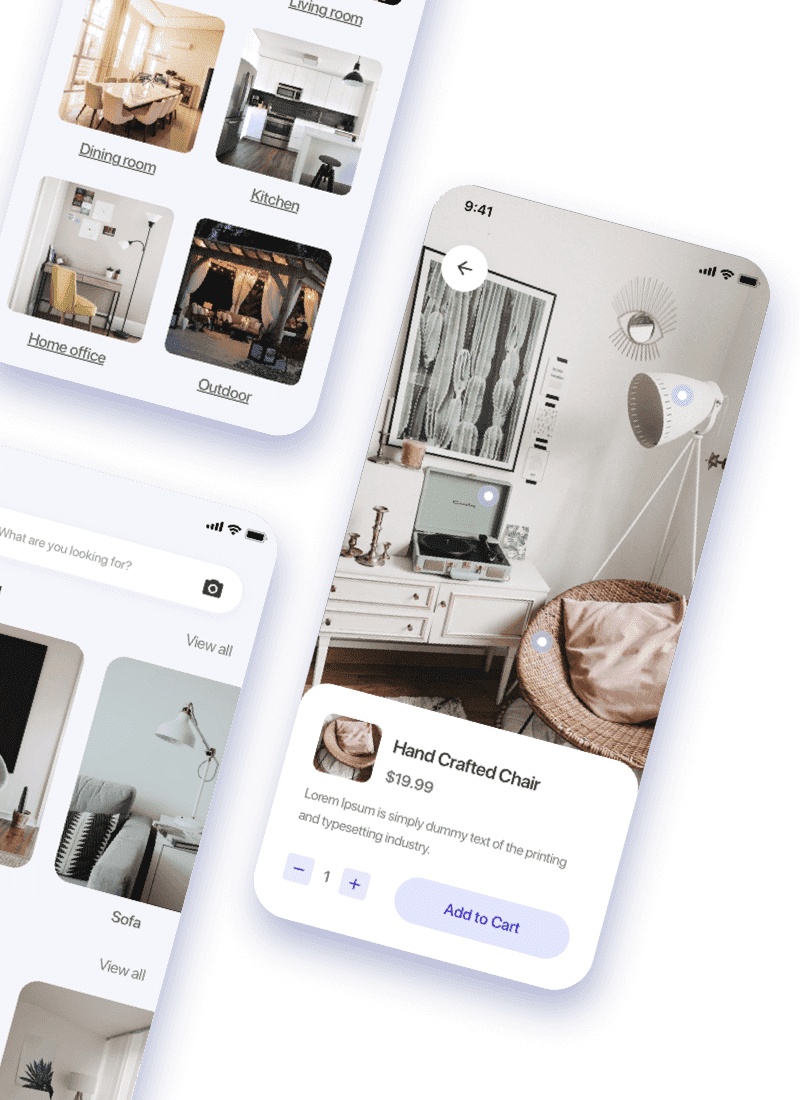 Living room
Dining room
Kitchen
Home office
Outdoor
9:41
What are you looking for?
View all
Sofa
View all
Hand Crafted Chair
$19.99
Lorem Ipsum is simply dummy text of the printing
and typesetting industry.
1
Add to Cart